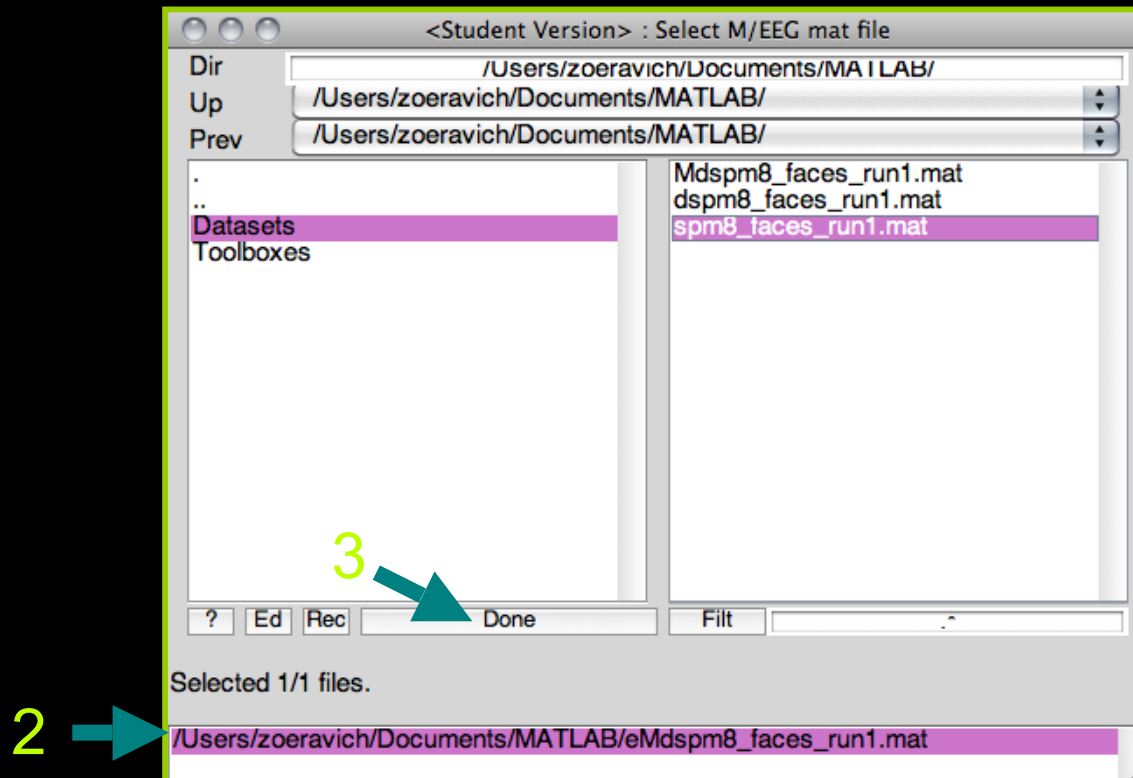 <Student Version> : Select M/EEG mat file
Dir /Users/zoeravich/Documents/MATLAB/
Up /Users/zoeravich/Documents/MATLAB/
Prev /Users/zoeravich/Documents/MATLAB/
.
..
Datasets
Toolboxes
Mdspm8_faces_run1.mat
dspm8_faces_run1.mat
spm8_faces_run1.mat
3
? Ed Rec Done Filt
Selected 1/1 files.
2 /Users/zoeravich/Documents/MATLAB/eMdspm8_faces_run1.mat